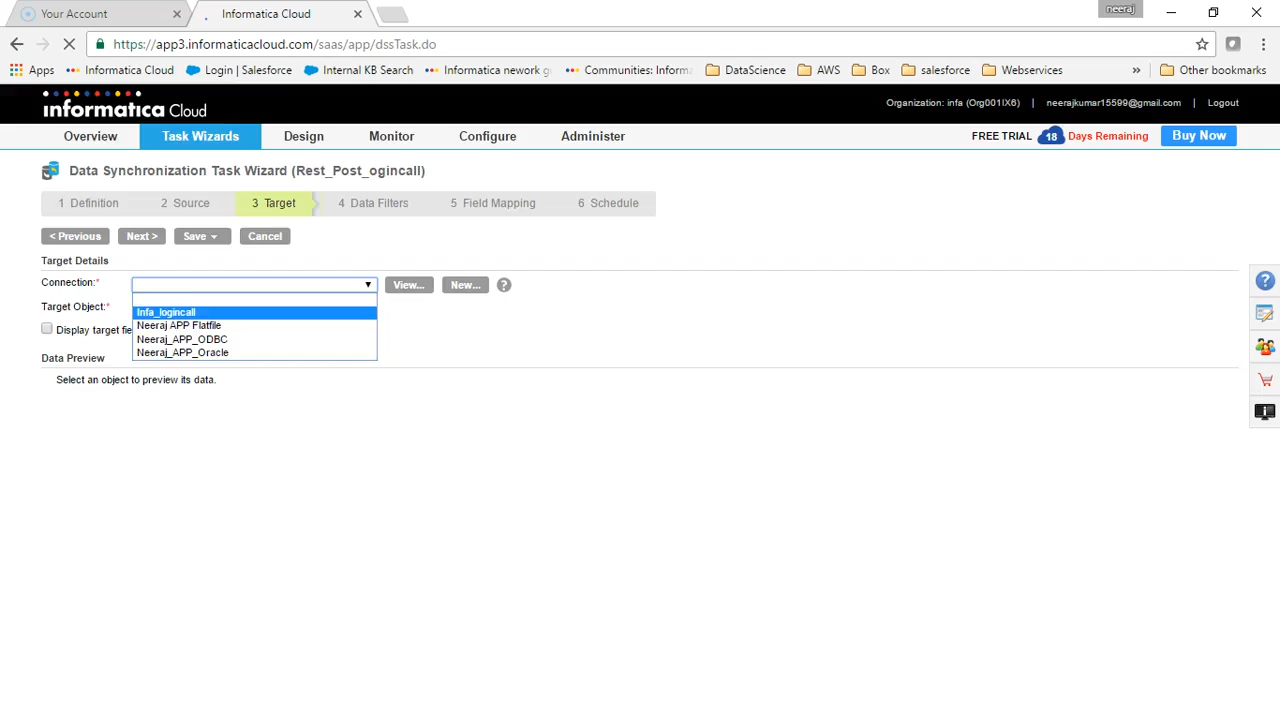 Your Account
Informatica Cloud
neeraj
https://app3.informaticacloud.com/saas/app/dssTask.do
Apps
Informatica Cloud
Login | Salesforce
Internal KB Search
Informatica nework g
Communities: Inform
DataScience
AWS
Box
salesforce
Webservices
»
Other bookmarks
informatica Cloud
Organization: infa (Org001IX6) | neerajkumar15599@gmail.com | Logout
Overview
Task Wizards
Design
Monitor
Configure
Administer
FREE TRIAL 18 Days Remaining
Buy Now
Data Synchronization Task Wizard (Rest_Post_ogincall)
1 Definition
2 Source
3 Target
4 Data Filters
5 Field Mapping
6 Schedule
< Previous
Next >
Save
Cancel
Target Details
Connection:*
View...
New...
?
Infa_logincall
Target Object:*
Neeraj APP Flatfile
Display target fie
Neeraj_APP_ODBC
Neeraj_APP_Oracle
Data Preview
Select an object to preview its data.